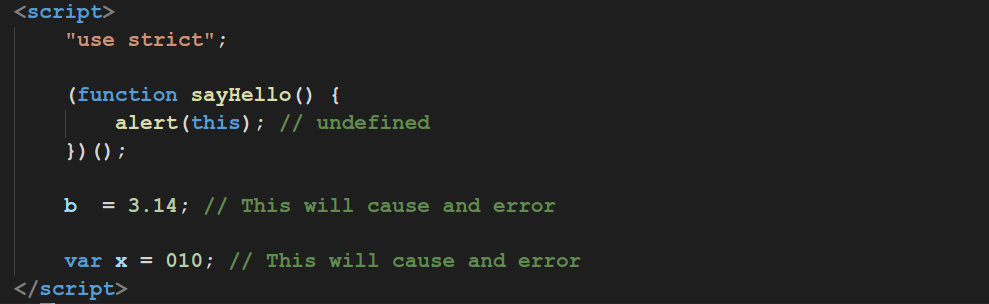 <script>
"use strict";
(function sayHello() {
alert(this); // undefined
})();
b  = 3.14; // This will cause and error
var x = 010; // This will cause and error
</script>